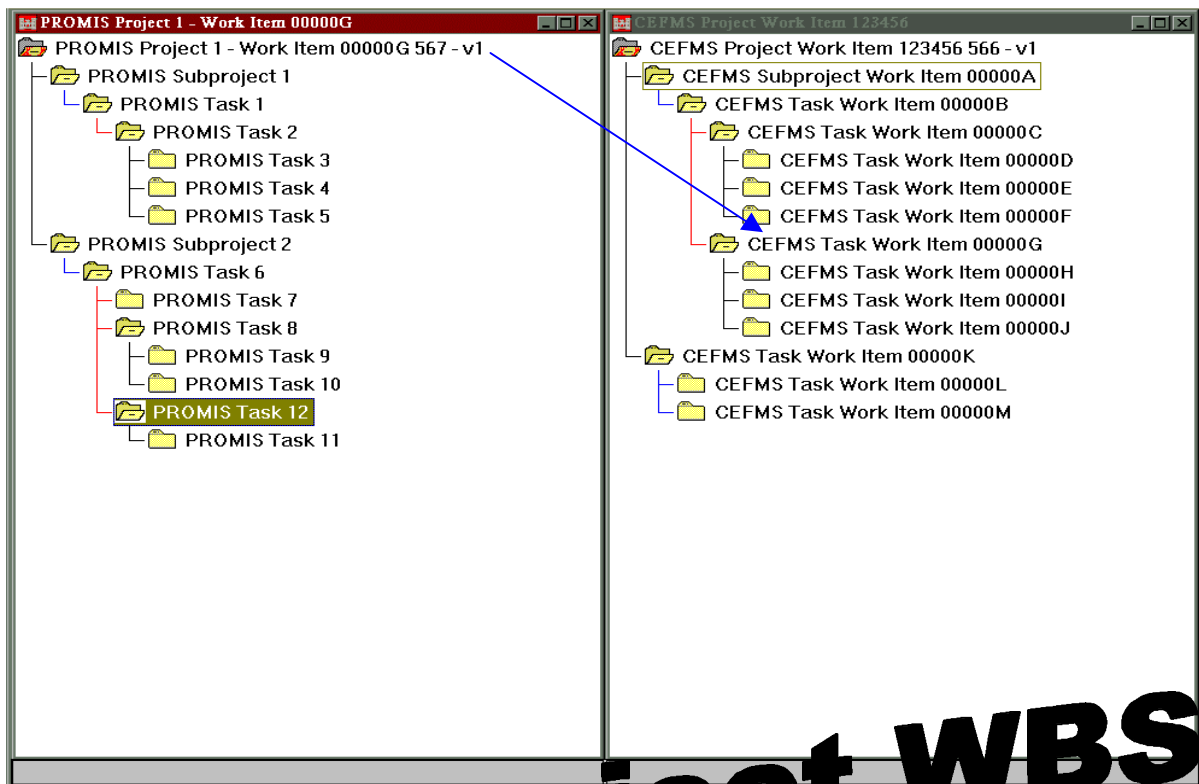 PROMIS Project 1 - Work Item 00000G
PROMIS Project 1 - Work Item 00000G 567 - v1
PROMIS Subproject 1
PROMIS Task 1
PROMIS Task 2
PROMIS Task 3
PROMIS Task 4
PROMIS Task 5
PROMIS Subproject 2
PROMIS Task 6
PROMIS Task 7
PROMIS Task 8
PROMIS Task 9
PROMIS Task 10
PROMIS Task 12
PROMIS Task 11
CEFMS Project Work Item 123456
CEFMS Project Work Item 123456 566 - v1
CEFMS Subproject Work Item 00000A
CEFMS Task Work Item 00000B
CEFMS Task Work Item 00000C
CEFMS Task Work Item 00000D
CEFMS Task Work Item 00000E
CEFMS Task Work Item 00000F
CEFMS Task Work Item 00000G
CEFMS Task Work Item 00000H
CEFMS Task Work Item 00000I
CEFMS Task Work Item 00000J
CEFMS Task Work Item 00000K
CEFMS Task Work Item 00000L
CEFMS Task Work Item 00000M
WBS